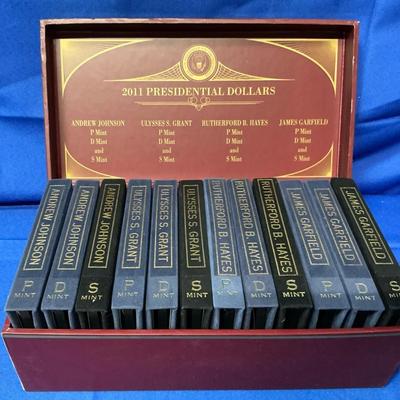 2011 PRESIDENTIAL DOLLARS
ANDREW JOHNSON
P Mint
D Mint
and
S Mint
ULYSSES S. GRANT
P Mint
D Mint
and
S Mint
RUTHERFORD B. HAYES
P Mint
D Mint
and
S Mint
JAMES GARFIELD
P Mint
D Mint
and
S Mint
ANDREW JOHNSON
P
MINT
ANDREW JOHNSON
D
MINT
ANDREW JOHNSON
S
MINT
ULYSSES S. GRANT
P
MINT
ULYSSES S. GRANT
D
MINT
ULYSSES S. GRANT
S
MINT
RUTHERFORD B. HAYES
P
MINT
RUTHERFORD B. HAYES
D
MINT
RUTHERFORD B. HAYES
S
MINT
JAMES GARFIELD
P
MINT
JAMES GARFIELD
D
MINT
JAMES GARFIELD
S
MINT